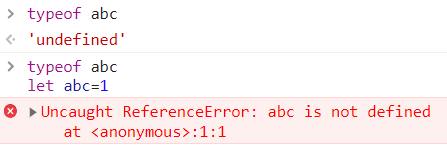 > typeof abc
<· 'undefined'
> typeof abc
let abc=1
▶Uncaught ReferenceError: abc is not defined
at <anonymous>:1:1